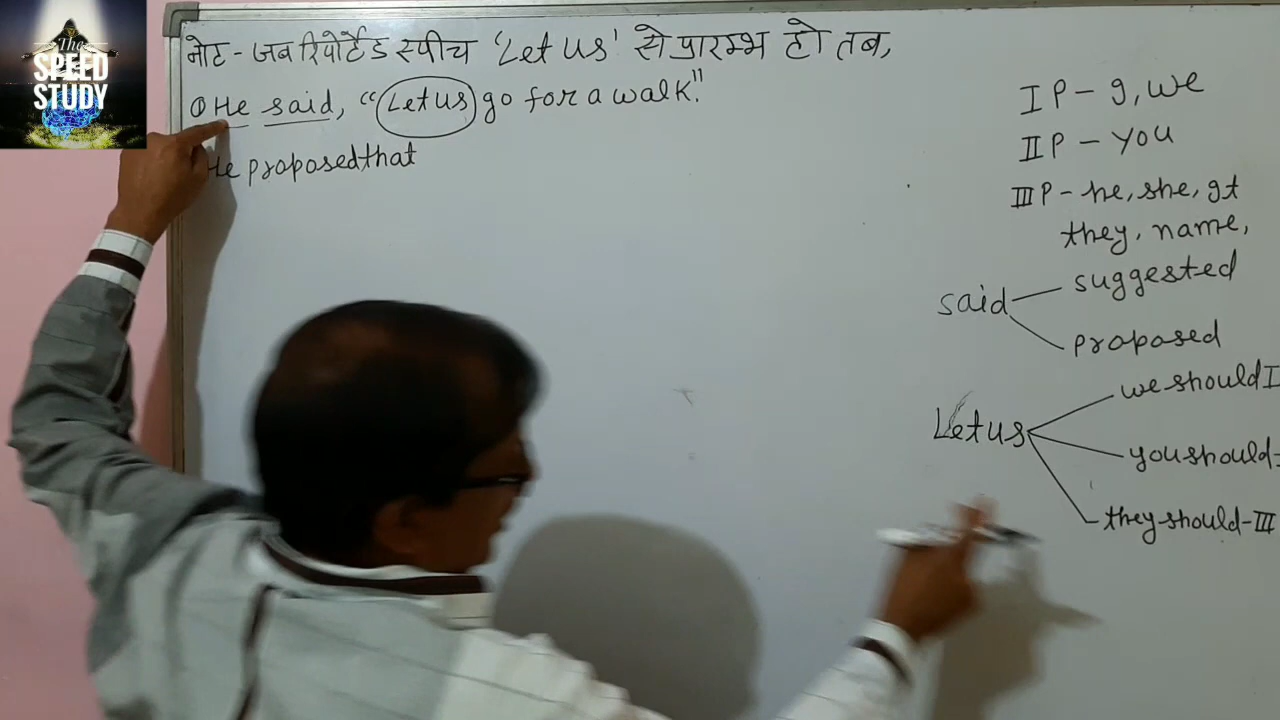 The
SPEED
STUDY
नोट - जब रिपोर्टेड स्पीच 'Let us' से प्रारम्भ हो तब,
① He said, "Let us go for a walk."
He proposed that
I P - I, we
II P - you
III P - he, she, It
they, name,
said
suggested
proposed
Let us
we should I
you should-
they should - III